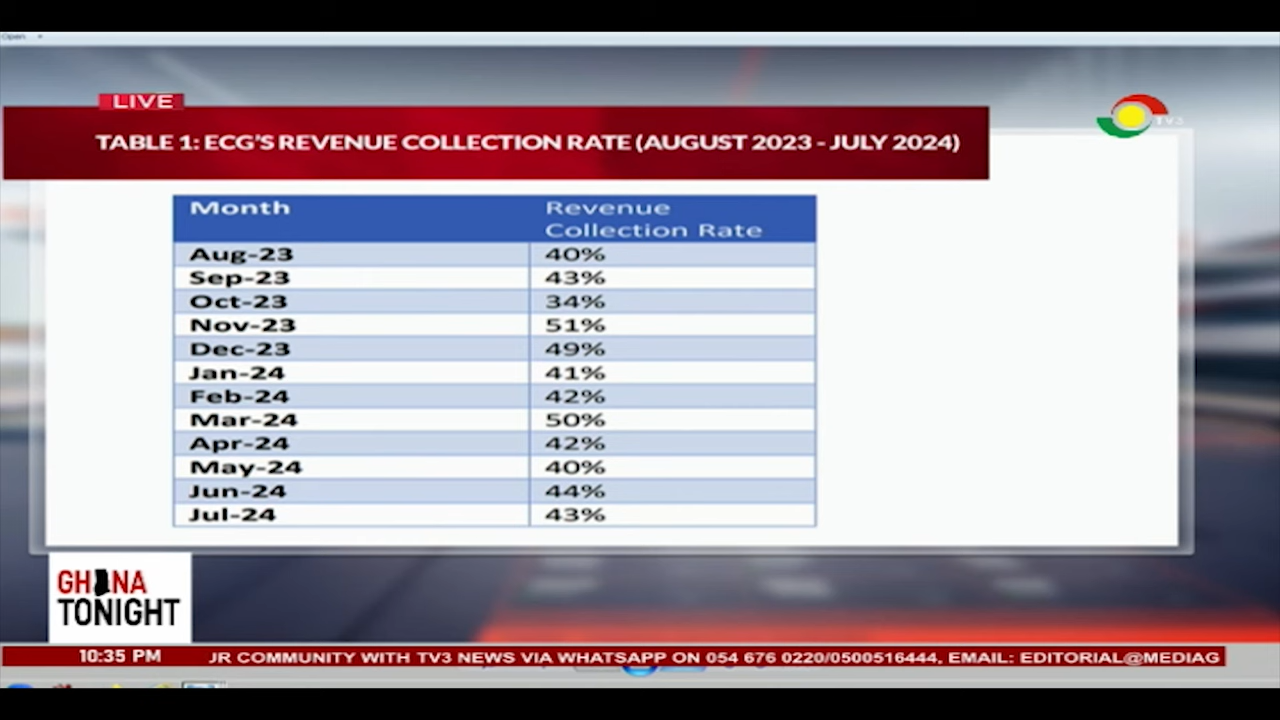 Open
LIVE
TABLE 1: ECG'S REVENUE COLLECTION RATE (AUGUST 2023 - JULY 2024)
TV3
Month Revenue
Collection Rate
Aug-23 40%
Sep-23 43%
Oct-23 34%
Nov-23 51%
Dec-23 49%
Jan-24 41%
Feb-24 42%
Mar-24 50%
Apr-24 42%
May-24 40%
Jun-24 44%
Jul-24 43%
GHANA
TONIGHT
10:35 PM JR COMMUNITY WITH TV3 NEWS VIA WHATSAPP ON 054 676 0220/0500516444, EMAIL: EDITORIAL@MEDIAG